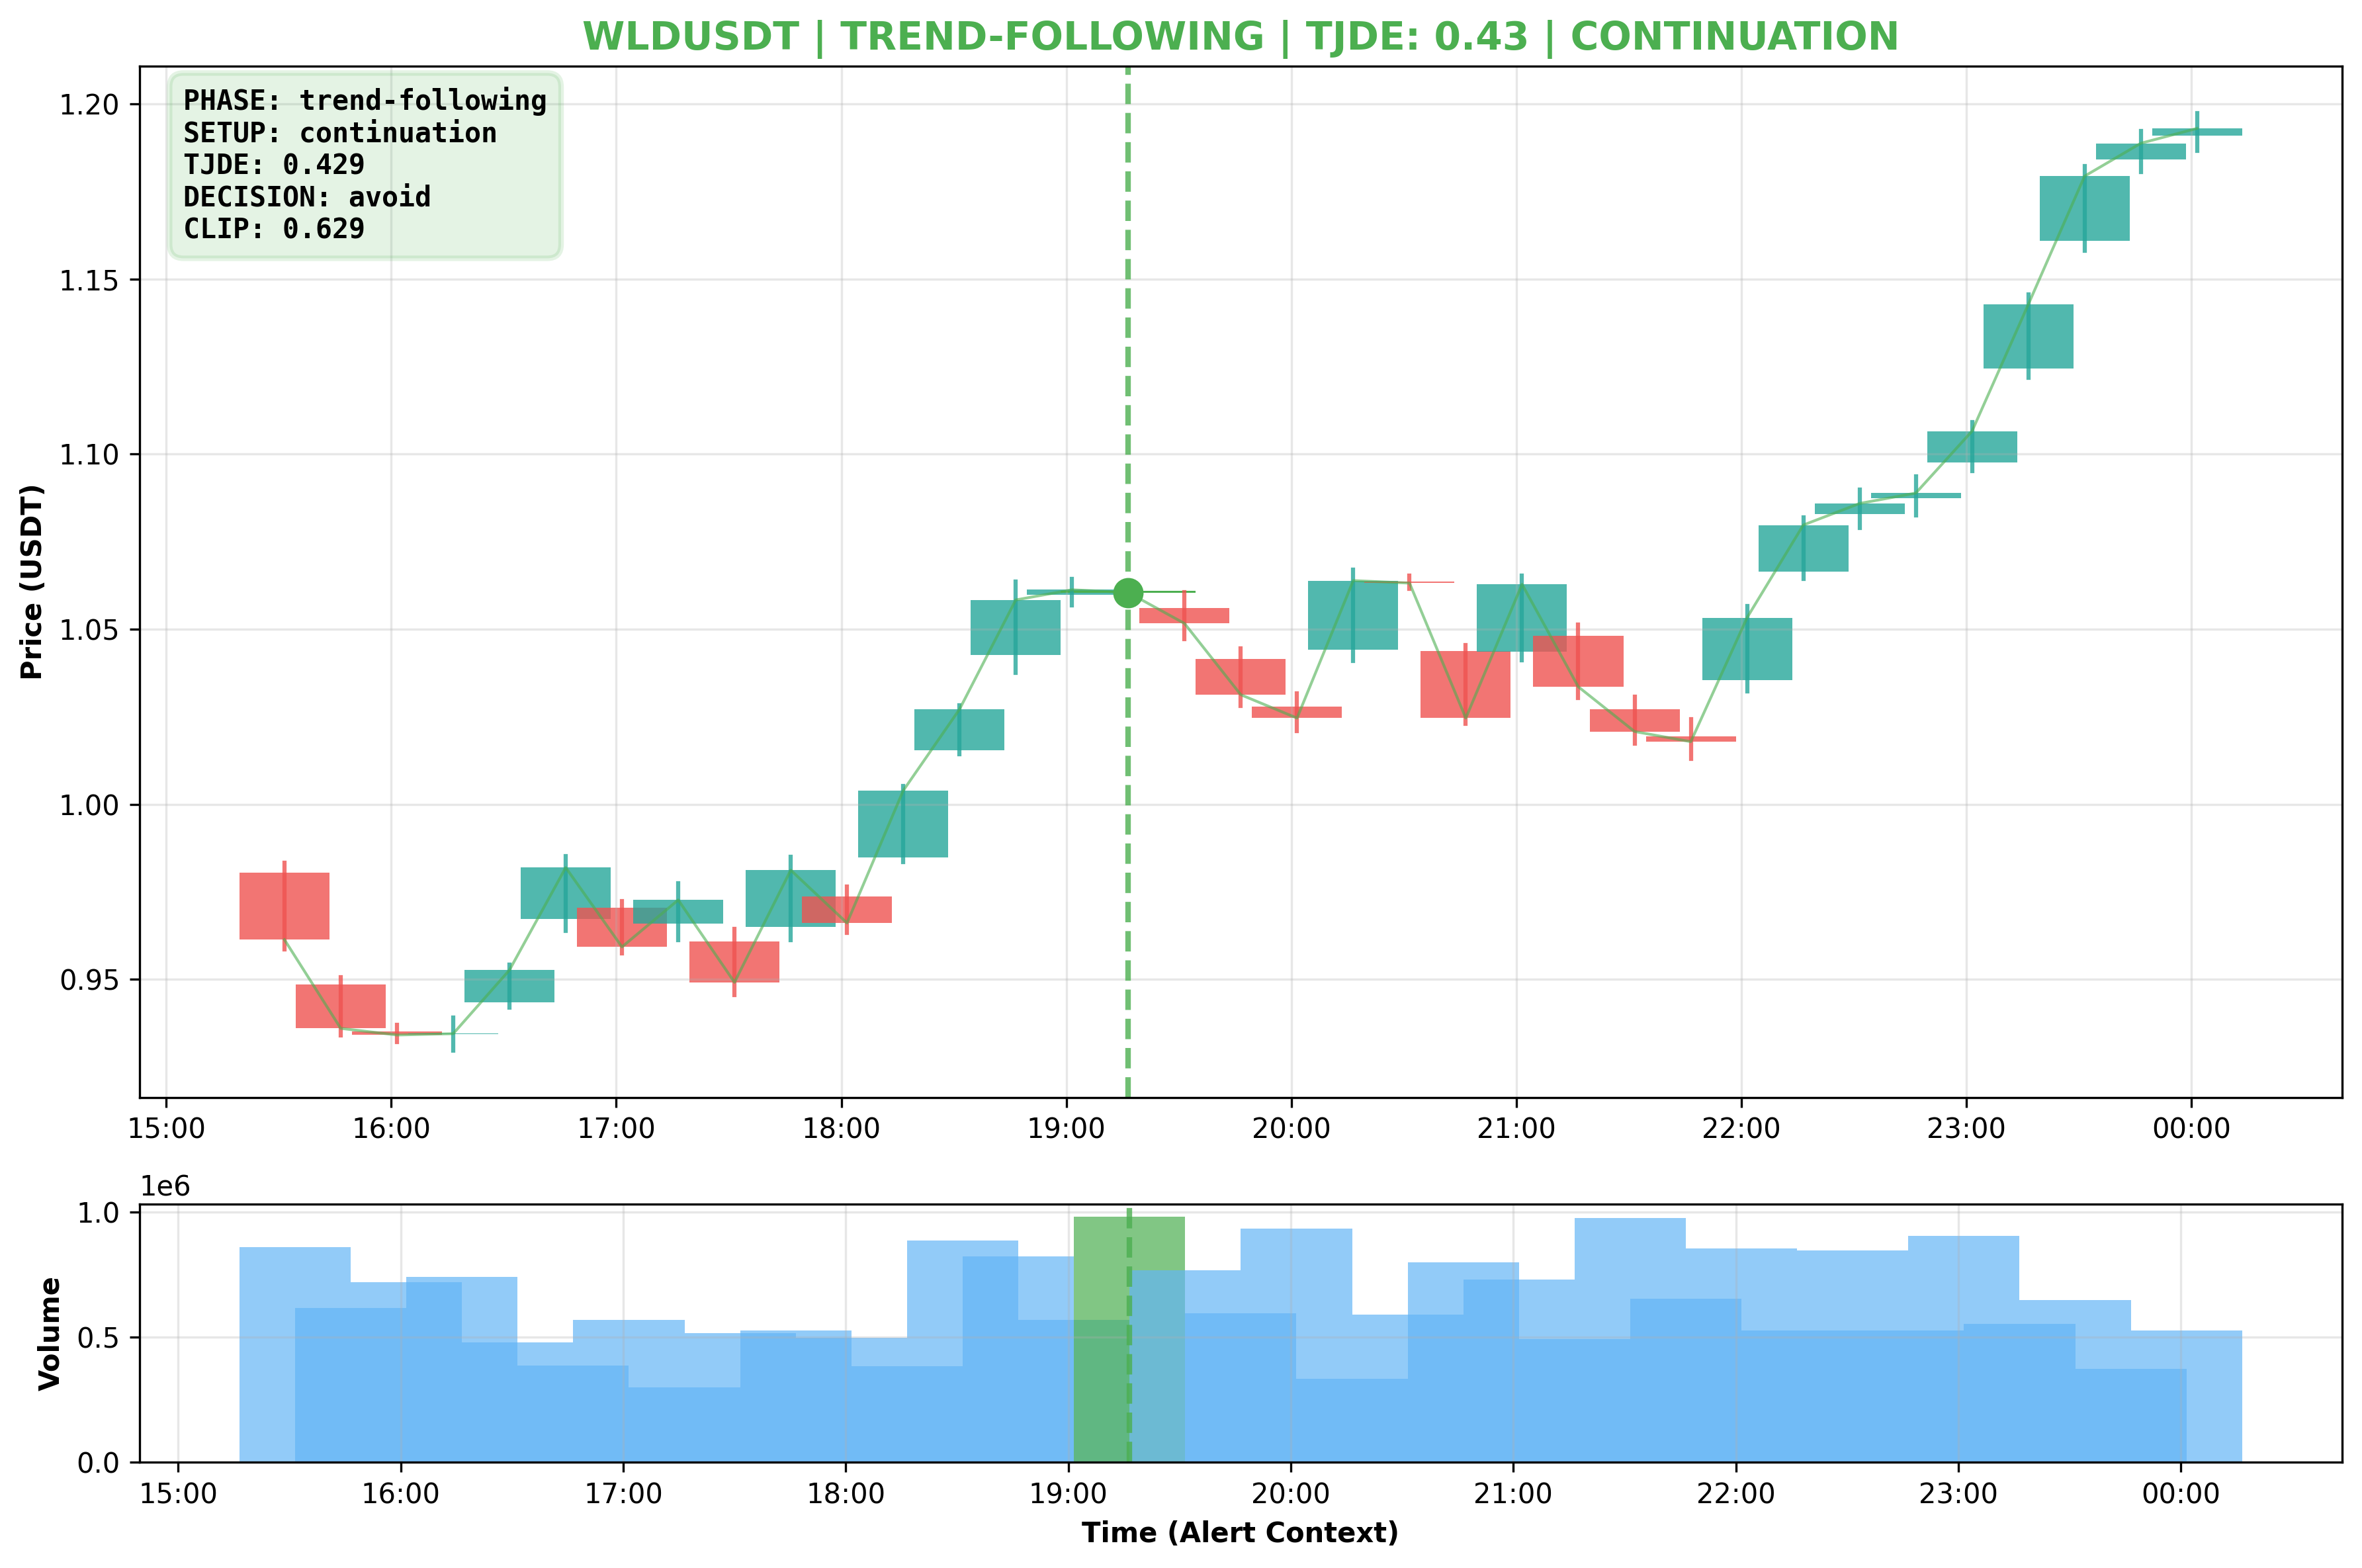 WLDUSDT | TREND-FOLLOWING | TJDE: 0.43 | CONTINUATION
PHASE: trend-following
SETUP: continuation
TJDE: 0.429
DECISION: avoid
CLIP: 0.629
Price (USDT)
1.20
1.15
1.10
1.05
1.00
0.95
15:00 16:00 17:00 18:00 19:00 20:00 21:00 22:00 23:00 00:00
1e6
Volume
1.0
0.5
0.0
15:00 16:00 17:00 18:00 19:00 20:00 21:00 22:00 23:00 00:00
Time (Alert Context)